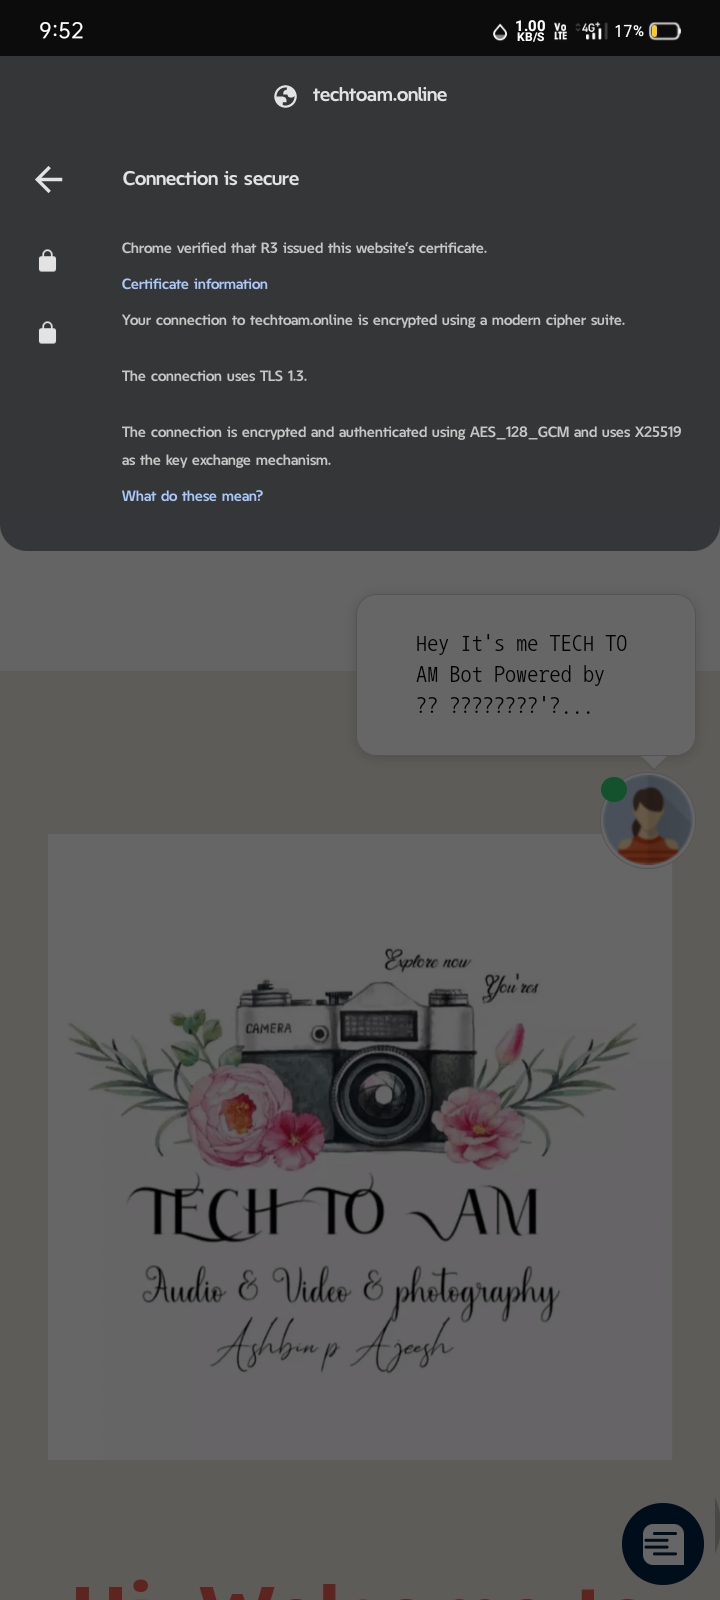 9:52
1.00 KB/S Vo LTE 4G+ 17%
techtoam.online
Connection is secure
Chrome verified that R3 issued this website's certificate.
Certificate information
Your connection to techtoam.online is encrypted using a modern cipher suite.
The connection uses TLS 1.3.
The connection is encrypted and authenticated using AES_128_GCM and uses X25519
as the key exchange mechanism.
What do these mean?
Hey It's me TECH TO
AM Bot Powered by
?? ????????'?...
Explore now
You'res
CAMERA
TECH TO AM
Audio & Video & photography
Ashbin p Ajeesh
Hi, Welcome to